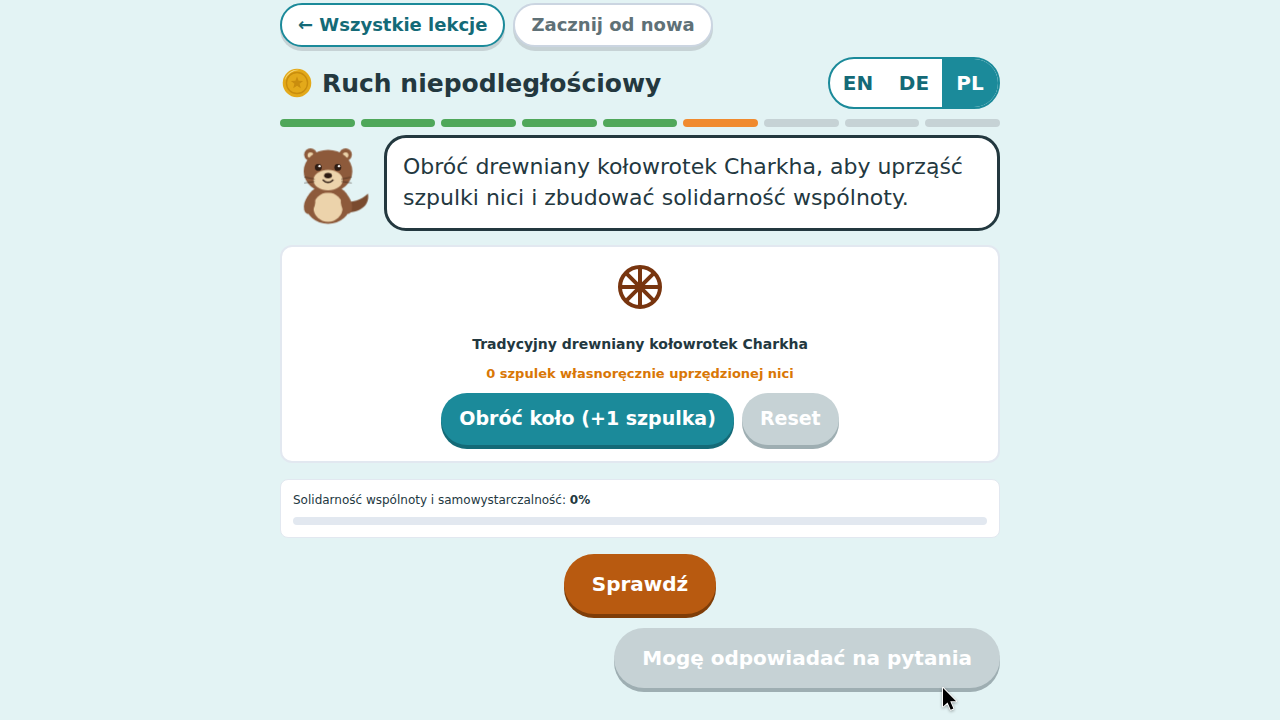 ← Wszystkie lekcje
Zacznij od nowa
Ruch niepodległościowy
EN DE PL
Obróć drewniany kołowrotek Charkha, aby uprząść
szpulki nici i zbudować solidarność wspólnoty.
Tradycyjny drewniany kołowrotek Charkha
0 szpulek własnoręcznie uprzędzionej nici
Obróć koło (+1 szpulka)
Reset
Solidarność wspólnoty i samowystarczalność: 0%
Sprawdź
Mogę odpowiadać na pytania